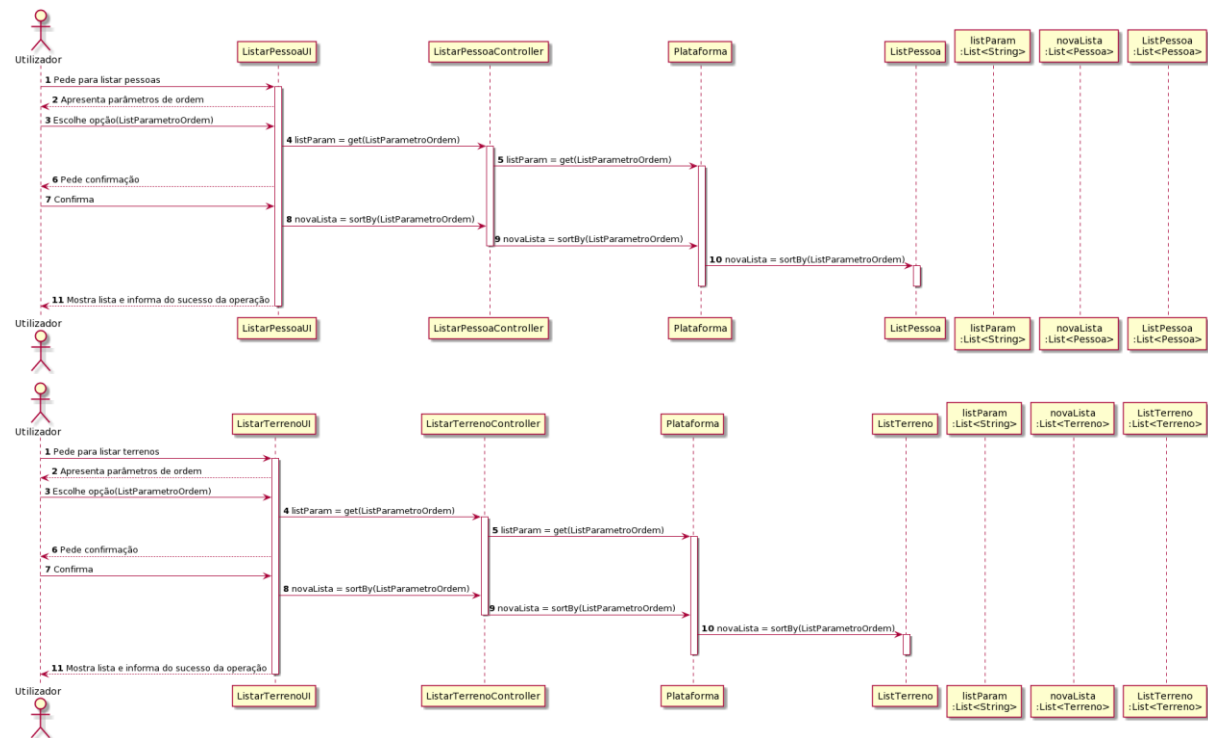 Utilizador
ListarPessoaUI
ListarPessoaController
Plataforma
ListPessoa
listParam
:List<String>
novaLista
:List<Pessoa>
ListPessoa
:List<Pessoa>
1 Pede para listar pessoas
2 Apresenta parâmetros de ordem
3 Escolhe opção(ListParametroOrdem)
4 listParam = get(ListParametroOrdem)
5 listParam = get(ListParametroOrdem)
6 Pede confirmação
7 Confirma
8 novaLista = sortBy(ListParametroOrdem)
9 novaLista = sortBy(ListParametroOrdem)
10 novaLista = sortBy(ListParametroOrdem)
11 Mostra lista e informa do sucesso da operação
Utilizador
ListarPessoaUI
ListarPessoaController
Plataforma
ListPessoa
listParam
:List<String>
novaLista
:List<Pessoa>
ListPessoa
:List<Pessoa>
Utilizador
ListarTerrenoUI
ListarTerrenoController
Plataforma
ListTerreno
listParam
:List<String>
novaLista
:List<Terreno>
ListTerreno
:List<Terreno>
1 Pede para listar terrenos
2 Apresenta parâmetros de ordem
3 Escolhe opção(ListParametroOrdem)
4 listParam = get(ListParametroOrdem)
5 listParam = get(ListParametroOrdem)
6 Pede confirmação
7 Confirma
8 novaLista = sortBy(ListParametroOrdem)
9 novaLista = sortBy(ListParametroOrdem)
10 novaLista = sortBy(ListParametroOrdem)
11 Mostra lista e informa do sucesso da operação
Utilizador
ListarTerrenoUI
ListarTerrenoController
Plataforma
ListTerreno
listParam
:List<String>
novaLista
:List<Terreno>
ListTerreno
:List<Terreno>